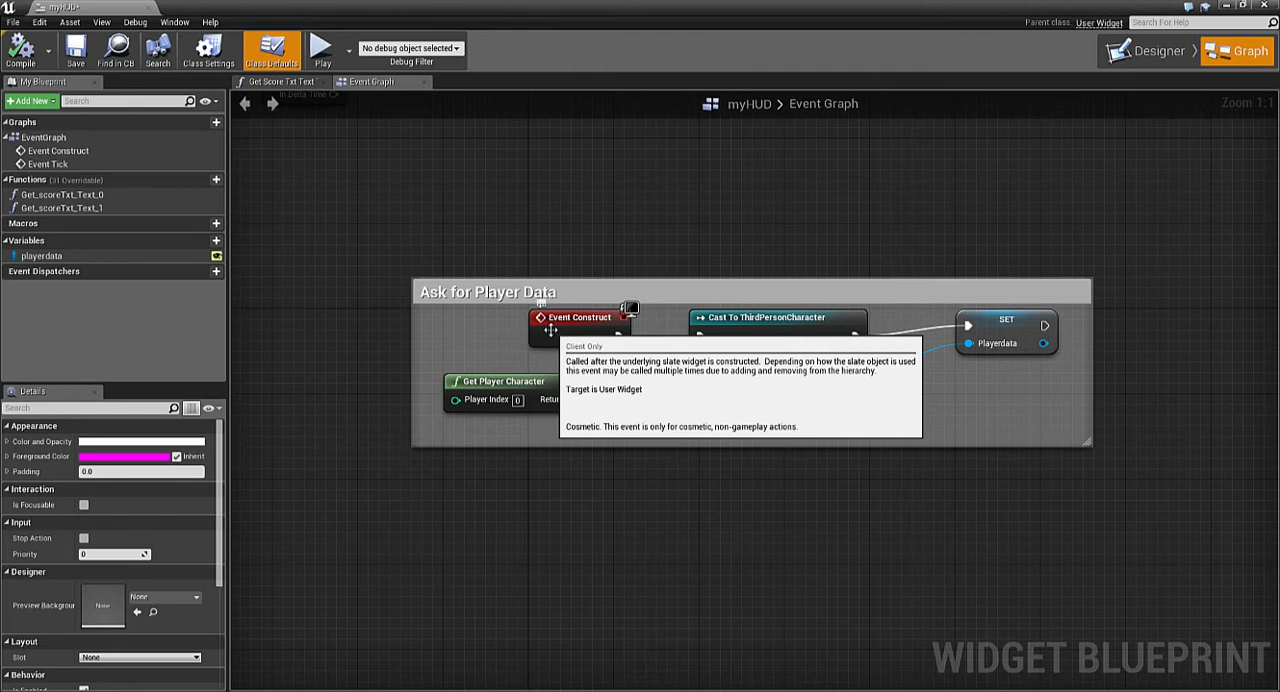 myHUD*
File Edit Asset View Debug Window Help
Parent class: User Widget Search For Help
Compile Save Find in CB Search Class Settings Class Defaults Play
No debug object selected
Debug Filter
Designer Graph
My Blueprint
Get Score Txt Text Event Graph
Add New Search
In Delta Time
myHUD > Event Graph
Zoom 1:1
Graphs
EventGraph
Event Construct
Event Tick
Functions (31 Overridable)
Get_scoreTxt_Text_0
Get_scoreTxt_Text_1
Macros
Variables
playerdata
Event Dispatchers
Ask for Player Data
Event Construct
Cast To ThirdPersonCharacter
SET
Playerdata
Client Only
Called after the underlying slate widget is constructed. Depending on how the slate object is used
this event may be called multiple times due to adding and removing from the hierarchy.
Target is User Widget
Cosmetic. This event is only for cosmetic, non-gameplay actions.
Get Player Character
Player Index 0
Details
Search
Appearance
Color and Opacity
Foreground Color Inherit
Padding 0.0
Interaction
Is Focusable
Input
Stop Action
Priority 0
Designer
Preview Backgrou
None
None
Layout
Slot None
Behavior
WIDGET BLUEPRINT